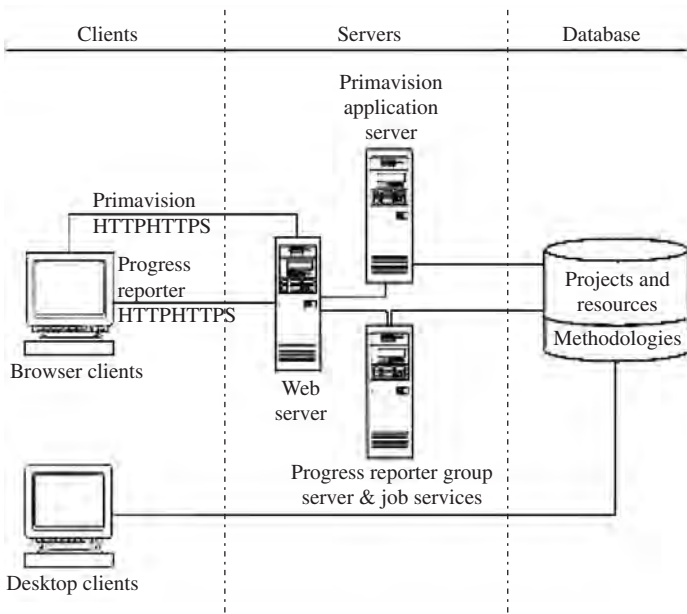 Clients
Servers
Database
Primavision
application
server
Primavision
HTTPHTTPS
Progress
reporter
HTTPHTTPS
Browser clients
Web
server
Projects and
resources
Methodologies
Progress reporter group
server & job services
Desktop clients